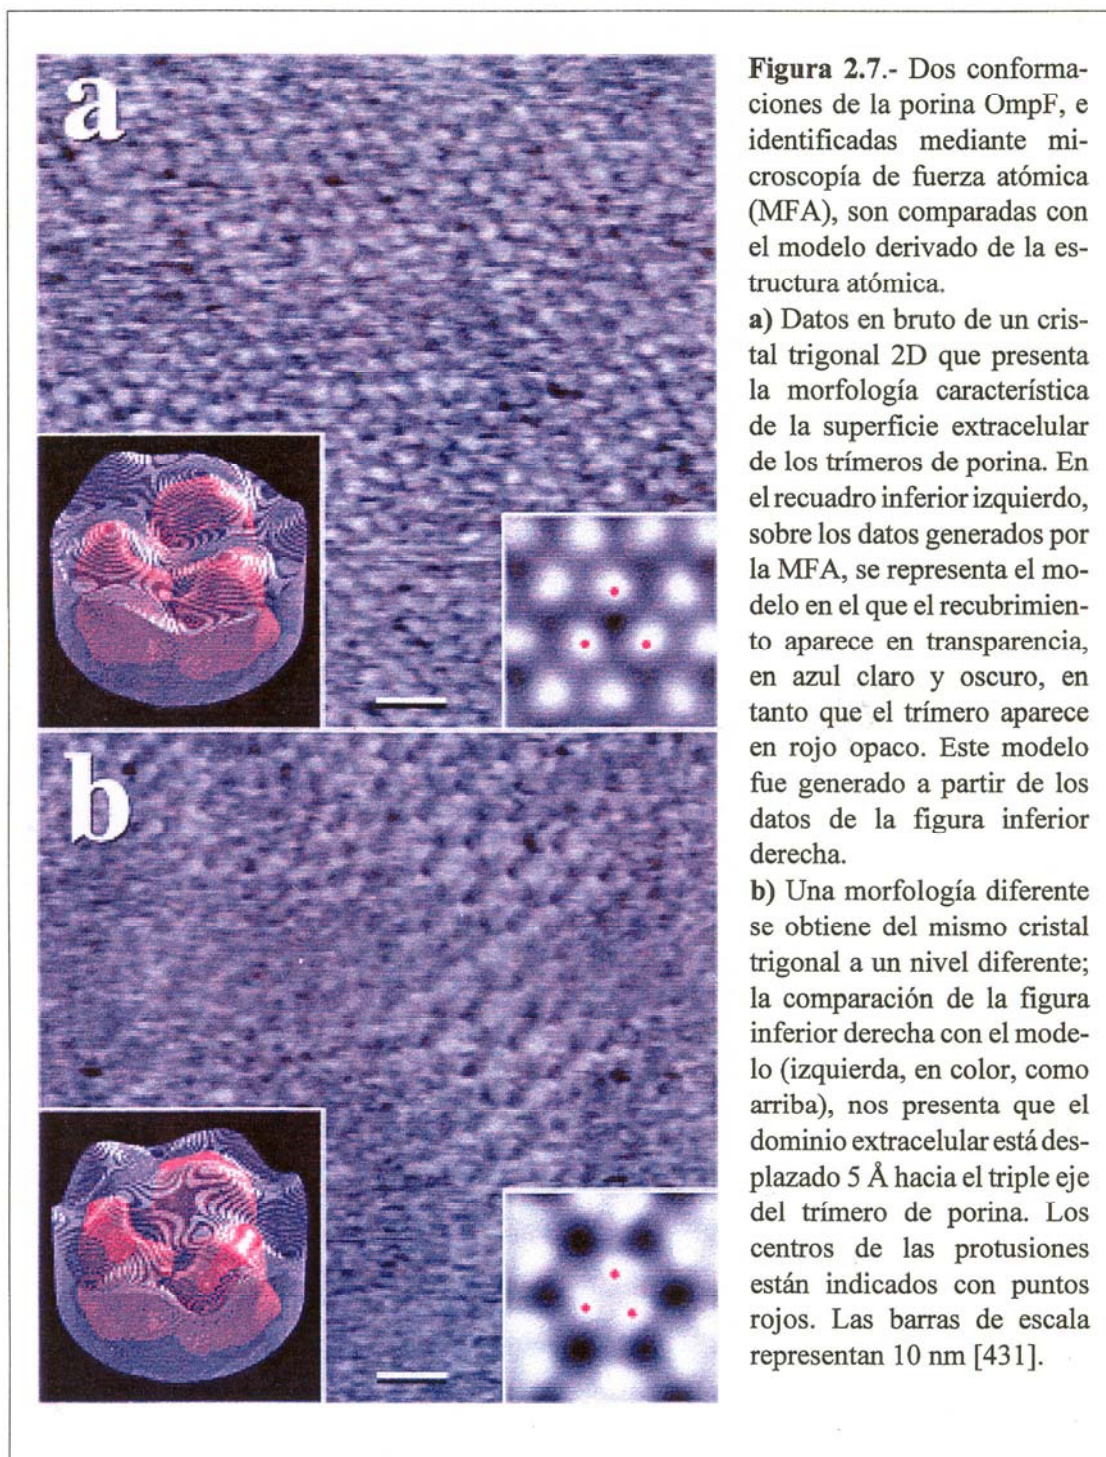 a
b
Figura 2.7.- Dos conforma-
ciones de la porina OmpF, e
identificadas mediante mi-
croscopía de fuerza atómica
(MFA), son comparadas con
el modelo derivado de la es-
tructura atómica.
a) Datos en bruto de un cris-
tal trigonal 2D que presenta
la morfología característica
de la superficie extracelular
de los trímeros de porina. En
el recuadro inferior izquierdo,
sobre los datos generados por
la MFA, se representa el mo-
delo en el que el recubrimien-
to aparece en transparencia,
en azul claro y oscuro, en
tanto que el trímero aparece
en rojo opaco. Este modelo
fue generado a partir de los
datos de la figura inferior
derecha.
b) Una morfología diferente
se obtiene del mismo cristal
trigonal a un nivel diferente;
la comparación de la figura
inferior derecha con el mode-
lo (izquierda, en color, como
arriba), nos presenta que el
dominio extracelular está des-
plazado 5 Å hacia el triple eje
del trímero de porina. Los
centros de las protusiones
están indicados con puntos
rojos. Las barras de escala
representan 10 nm [431].